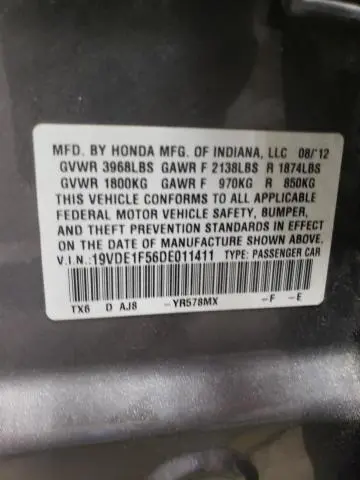 MFD. BY HONDA MFG. OF INDIANA, LLC 08/12
GVWR 3968LBS GAWR F 2138LBS R 1874LBS
GVWR 1800KG GAWR F 970KG R 850KG
THIS VEHICLE CONFORMS TO ALL APPLICABLE
FEDERAL MOTOR VEHICLE SAFETY, BUMPER,
AND THEFT PREVENTION STANDARDS IN EFFECT
ON THE DATE OF MANUFACTURE SHOWN ABOVE.
V.I.N.: 19VDE1F56DE011411 TYPE: PASSENGER CAR
TX6 D AJ8 -YR578MX -F -E